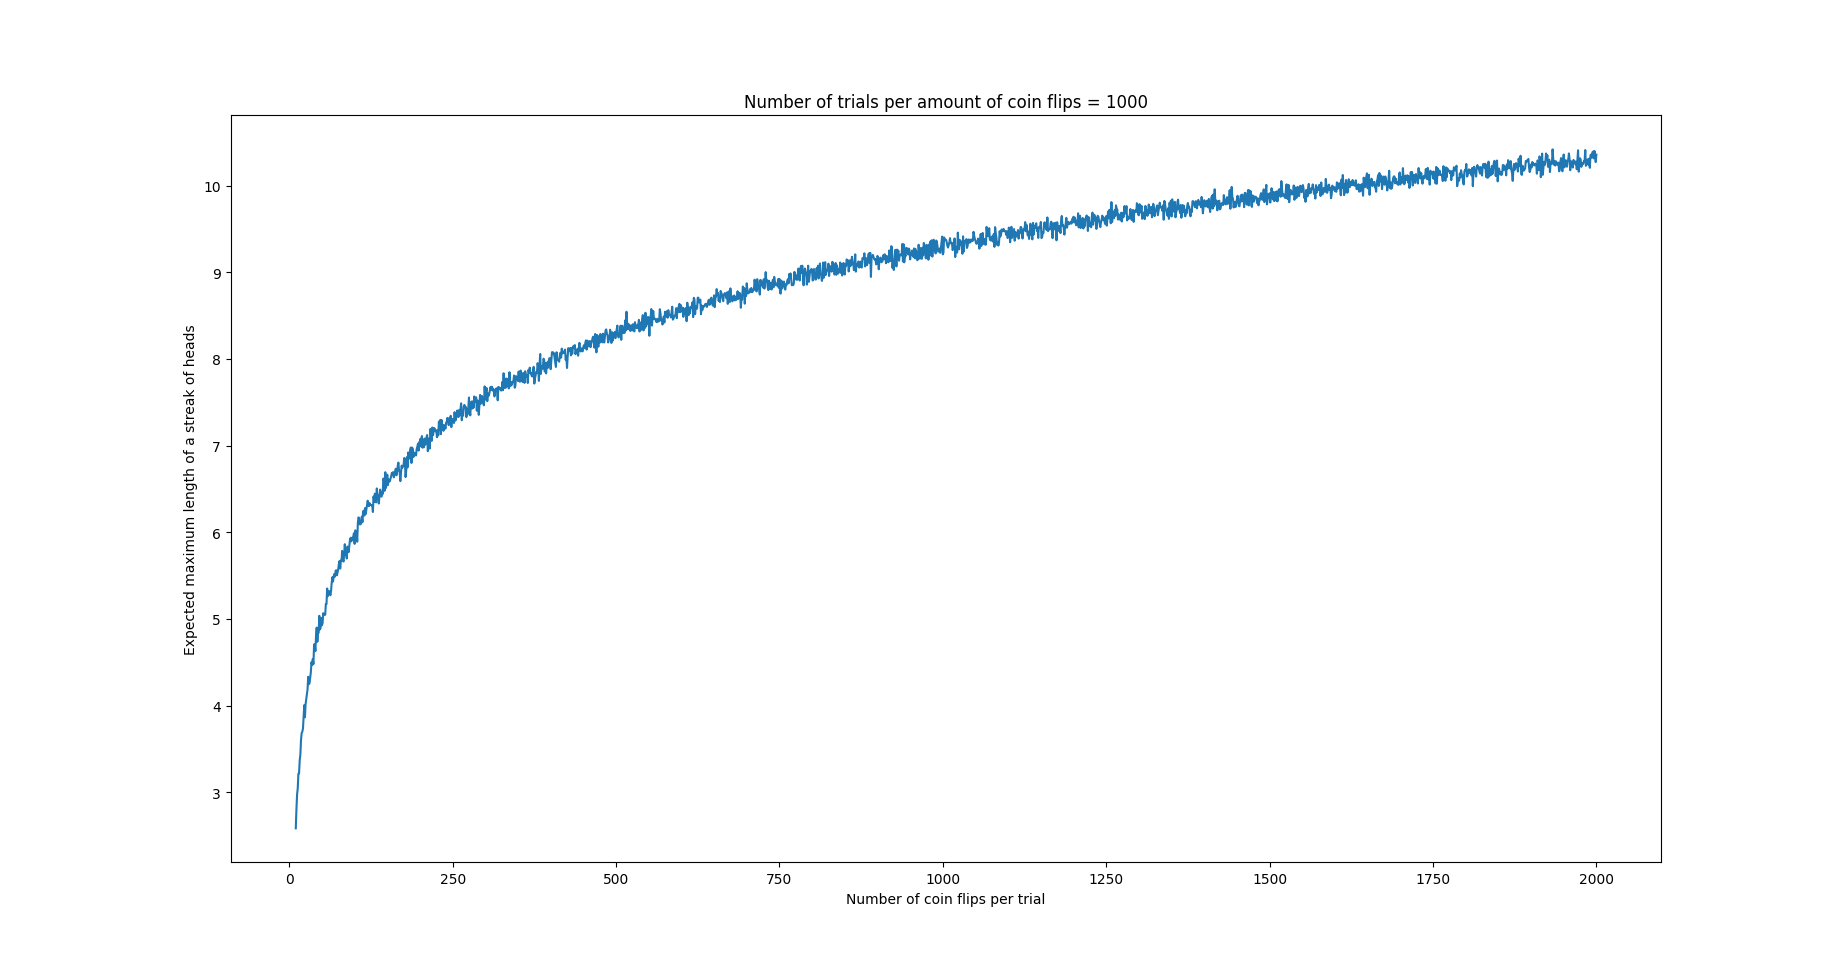 Number of trials per amount of coin flips = 1000
Expected maximum length of a streak of heads
10
9
8
7
6
5
4
3
0 250 500 750 1000 1250 1500 1750 2000
Number of coin flips per trial